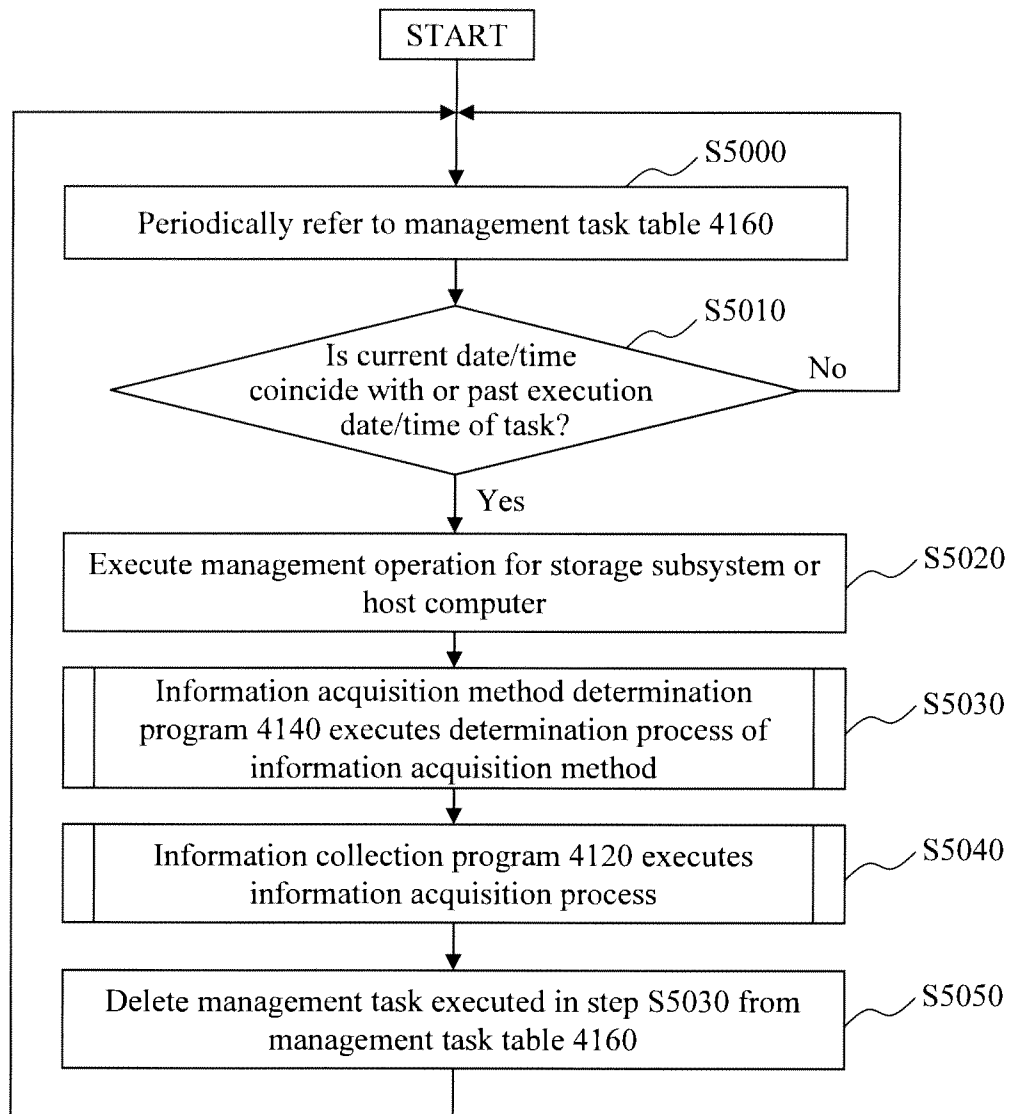 START
S5000
Periodically refer to management task table 4160
S5010
Is current date/time
coincide with or past execution
date/time of task?
No
Yes
Execute management operation for storage subsystem or
host computer
S5020
Information acquisition method determination
program 4140 executes determination process of
information acquisition method
S5030
Information collection program 4120 executes
information acquisition process
S5040
Delete management task executed in step S5030 from
management task table 4160
S5050